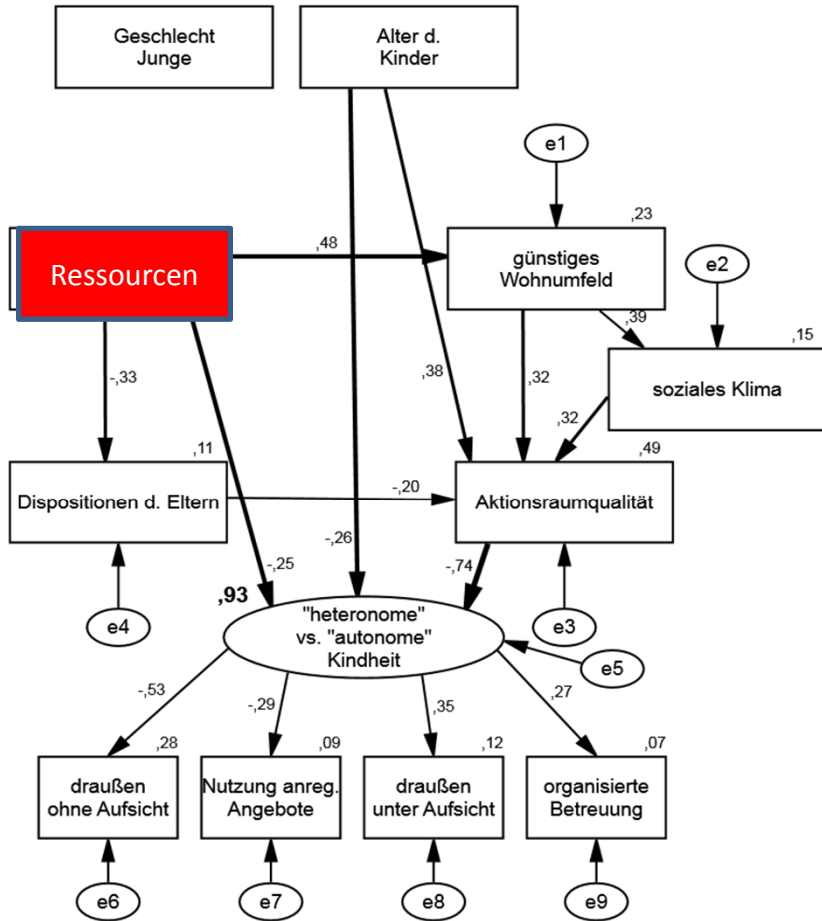 Geschlecht
Junge
Alter d.
Kinder
e1
,23
,48
Ressourcen
günstiges
Wohnumfeld
e2
,39
,15
soziales Klima
-,33
,38
,32
,32
,11
,49
Dispositionen d. Eltern
-,20
Aktionsraumqualität
-,26
-,25
-,74
,93
e4
"heteronome"
vs. "autonome"
Kindheit
e3
e5
-,53
-,29
,35
,27
,28
,09
,12
,07
draußen
ohne Aufsicht
Nutzung anreg.
Angebote
draußen
unter Aufsicht
organisierte
Betreuung
e6
e7
e8
e9